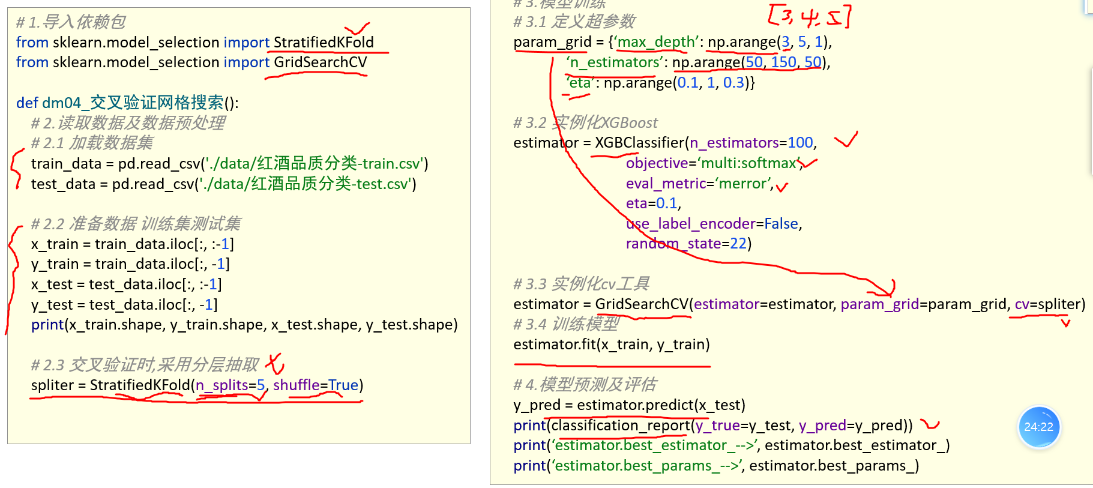 # 1.导入依赖包
from sklearn.model_selection import StratifiedKFold
from sklearn.model_selection import GridSearchCV
def dm04_交叉验证网格搜索():
# 2.读取数据及数据预处理
# 2.1 加载数据集
train_data = pd.read_csv('./data/红酒品质分类-train.csv')
test_data = pd.read_csv('./data/红酒品质分类-test.csv')
# 2.2 准备数据 训练集测试集
x_train = train_data.iloc[:, :-1]
y_train = train_data.iloc[:, -1]
x_test = test_data.iloc[:, :-1]
y_test = test_data.iloc[:, -1]
print(x_train.shape, y_train.shape, x_test.shape, y_test.shape)
# 2.3 交叉验证时,采用分层抽取
spliter = StratifiedKFold(n_splits=5, shuffle=True)
# 3.模型训练
# 3.1 定义超参数
[3,4,5]
param_grid = {‘max_depth’: np.arange(3, 5, 1),
‘n_estimators’: np.arange(50, 150, 50),
‘eta’: np.arange(0.1, 1, 0.3)}
# 3.2 实例化XGBoost
estimator = XGBClassifier(n_estimators=100,
objective=‘multi:softmax’,
eval_metric=‘merror’,
eta=0.1,
use_label_encoder=False,
random_state=22)
# 3.3 实例化cv工具
estimator = GridSearchCV(estimator=estimator, param_grid=param_grid, cv=spliter)
# 3.4 训练模型
estimator.fit(x_train, y_train)
# 4.模型预测及评估
y_pred = estimator.predict(x_test)
print(classification_report(y_true=y_test, y_pred=y_pred))
print(‘estimator.best_estimator_-->’, estimator.best_estimator_)
print(‘estimator.best_params_-->’, estimator.best_params_)
24:22